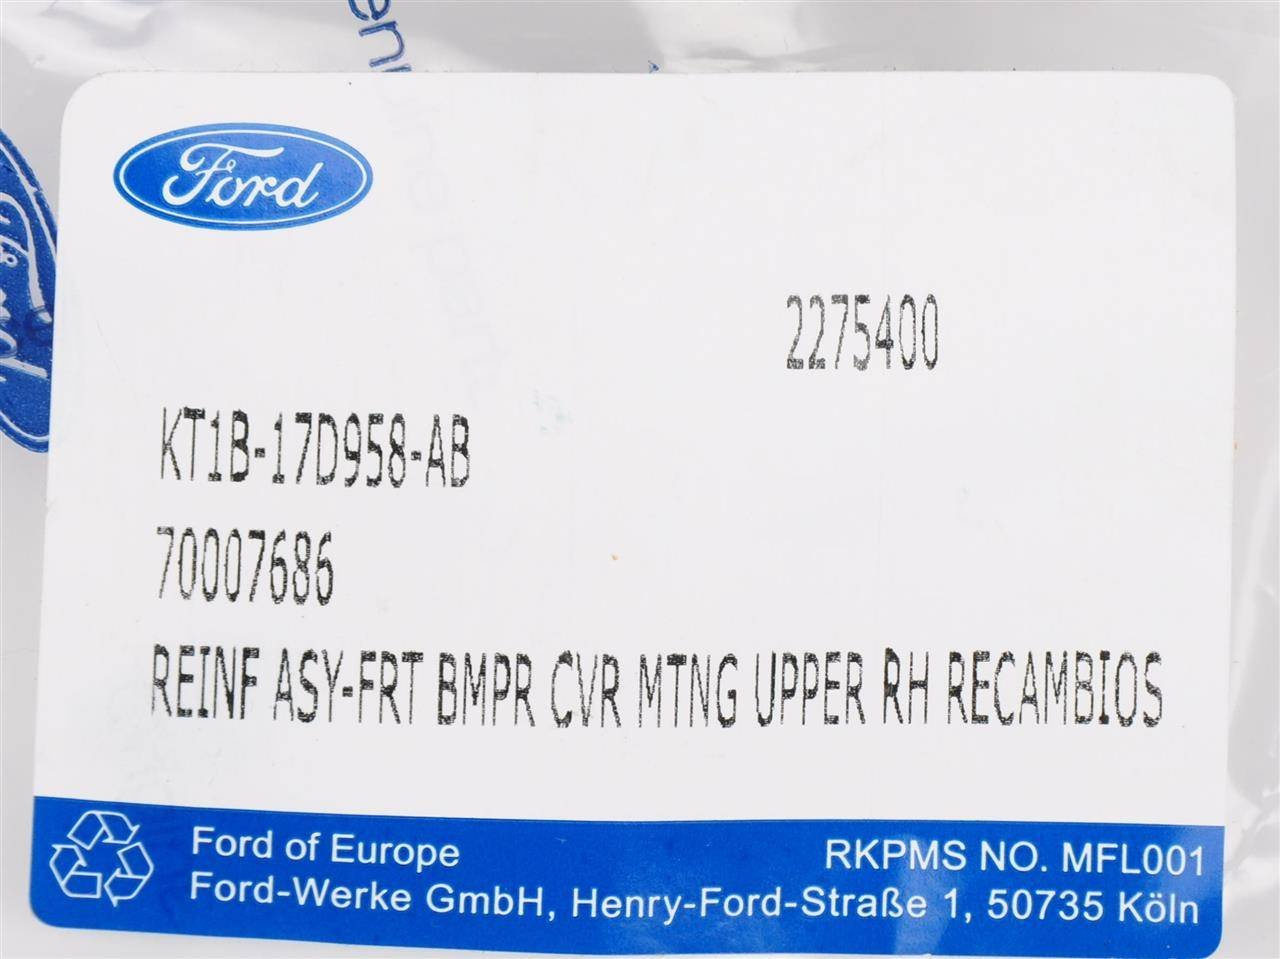 Ford
2275400
KT1B-17D958-AB
70007686
REINF ASY-FRT BMPR CVR MTNG UPPER RH RECAMBIOS
Ford of Europe
RKPMS NO. MFL001
Ford-Werke GmbH, Henry-Ford-Straße 1, 50735 Köln